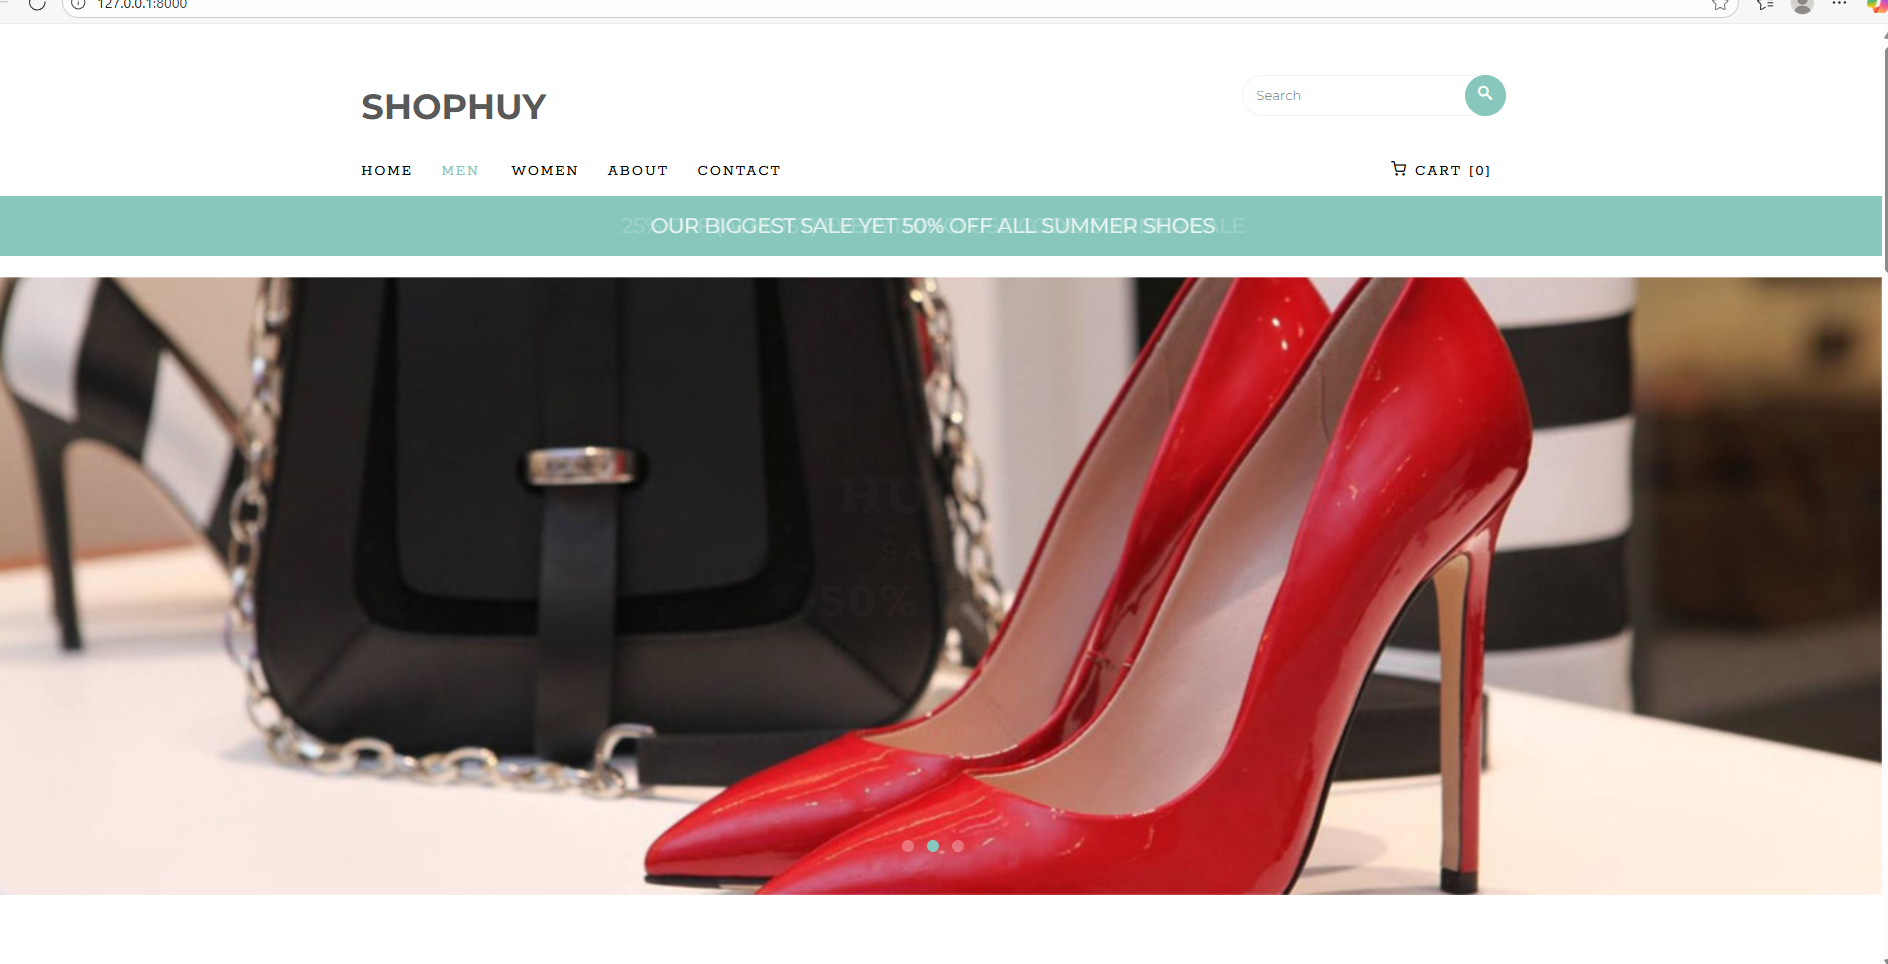 127.0.0.1:8000
SHOPHUY
Search
HOME MEN WOMEN ABOUT CONTACT
CART [0]
OUR BIGGEST SALE YET 50% OFF ALL SUMMER SHOES
50%